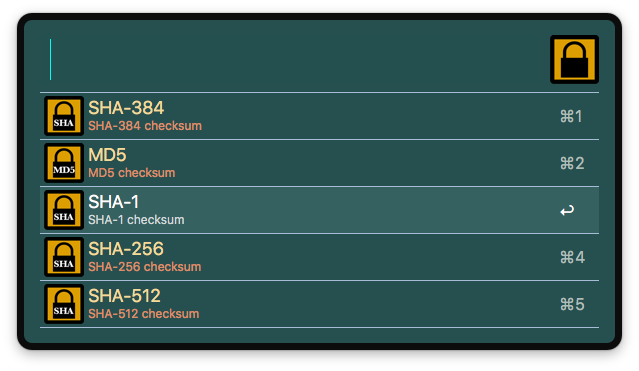 SHA-384
SHA SHA-384 checksum ⌘1
MD5
MD5 MD5 checksum ⌘2
SHA-1
SHA SHA-1 checksum ↩
SHA-256
SHA SHA-256 checksum ⌘4
SHA-512
SHA SHA-512 checksum ⌘5